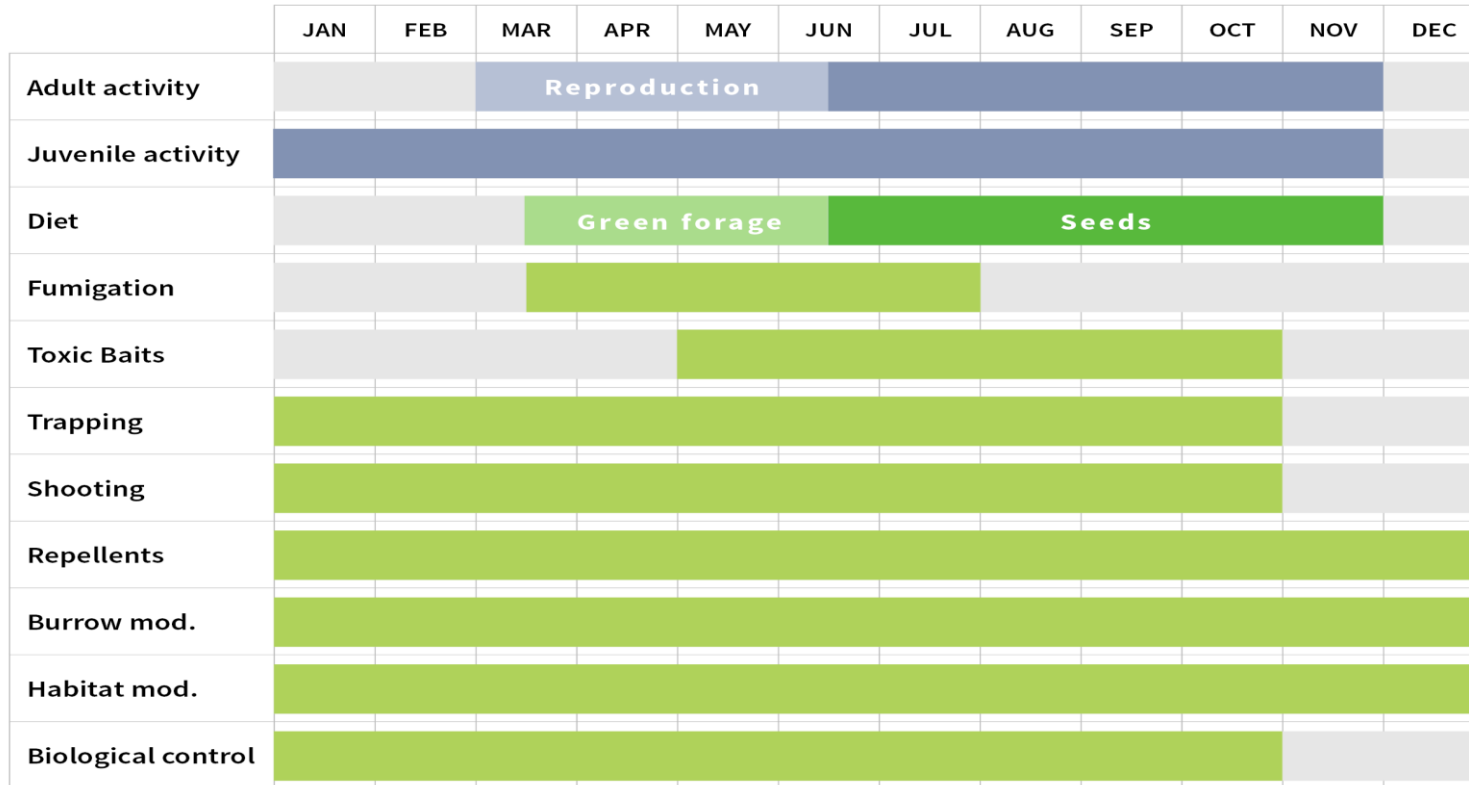 JAN FEB MAR APR MAY JUN JUL AUG SEP OCT NOV DEC
Adult activity Reproduction
Juvenile activity
Diet Green forage Seeds
Fumigation
Toxic Baits
Trapping
Shooting
Repellents
Burrow mod.
Habitat mod.
Biological control